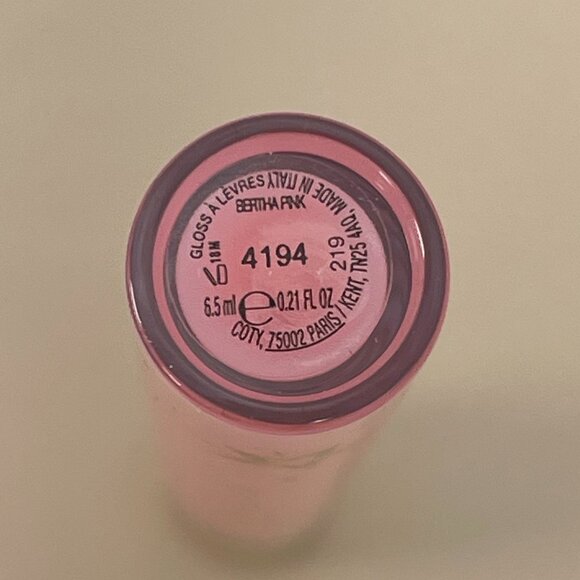 GLOSS À LÈVRES
BERTHA PINK
18M
4194
219
6.5 ml e 0.21 FL OZ.
COTY, 75002 PARIS / KENT, TN25 4AQ, MADE IN ITALY